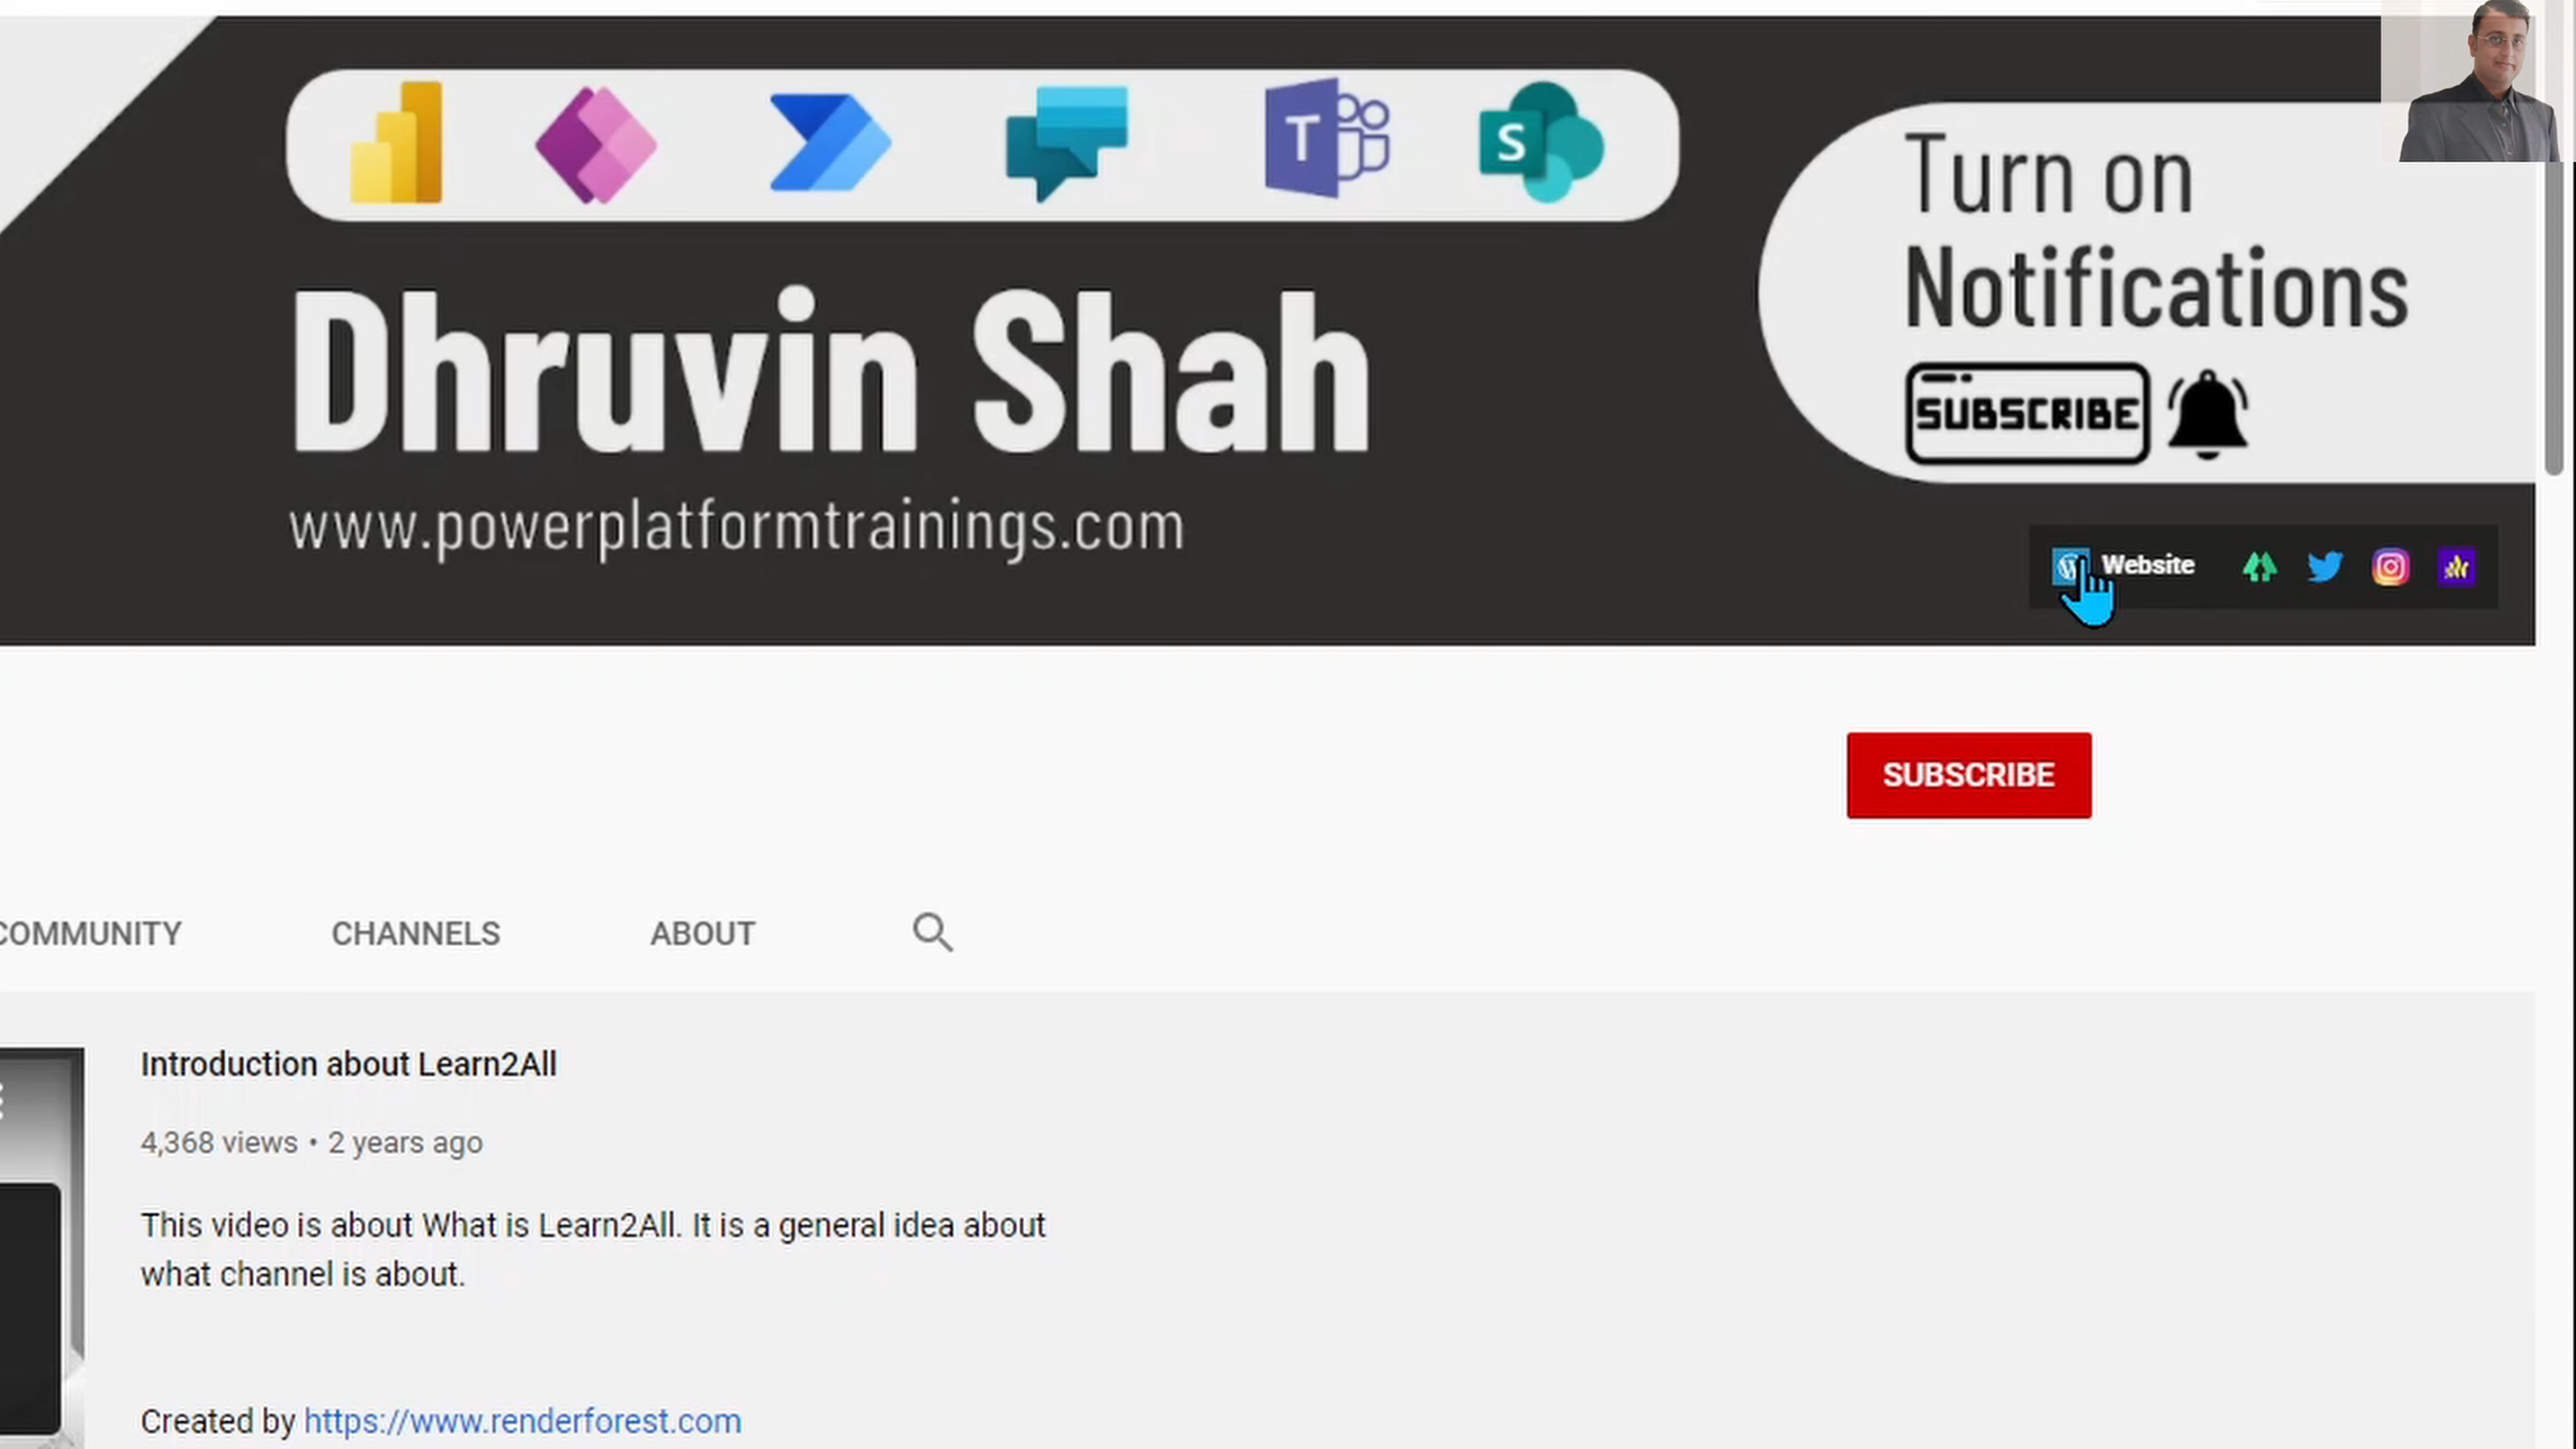 T
S
Turn on
Notifications
SUBSCRIBE
Dhruvin Shah
www.powerplatformtrainings.com
Website
SUBSCRIBE
COMMUNITY CHANNELS ABOUT
Introduction about Learn2All
4,368 views • 2 years ago
This video is about What is Learn2All. It is a general idea about
what channel is about.
Created by https://www.renderforest.com